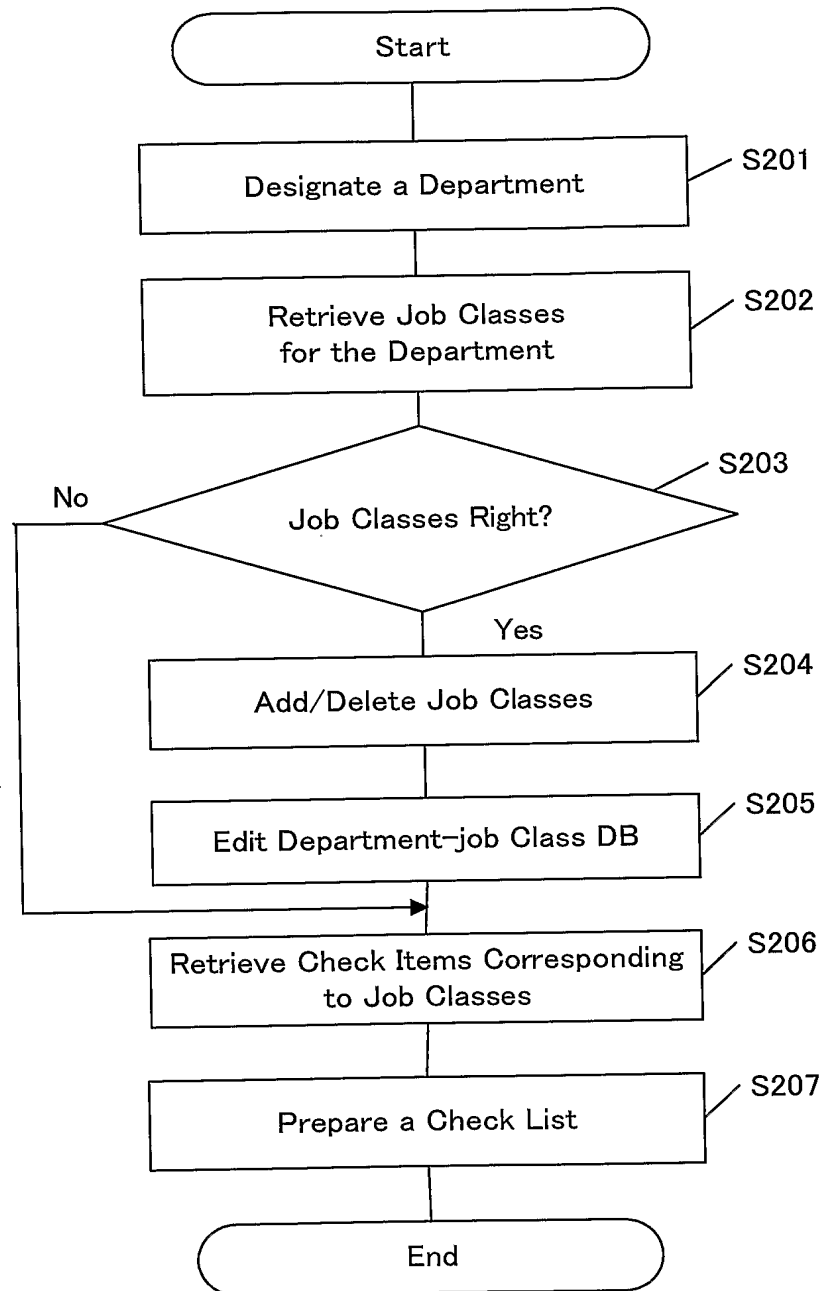 Start
Designate a Department
S201
Retrieve Job Classes
for the Department
S202
Job Classes Right?
S203
No
Yes
Add/Delete Job Classes
S204
Edit Department-job Class DB
S205
Retrieve Check Items Corresponding
to Job Classes
S206
Prepare a Check List
S207
End